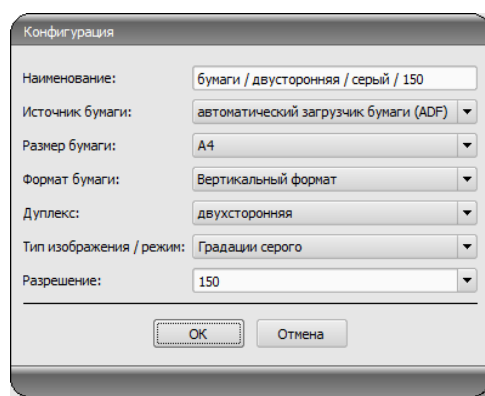 Конфигурация
Наименование: бумаги / двусторонняя / серый / 150
Источник бумаги: автоматический загрузчик бумаги (ADF)
Размер бумаги: A4
Формат бумаги: Вертикальный формат
Дуплекс: двухсторонняя
Тип изображения / режим: Градации серого
Разрешение: 150
OK Отмена